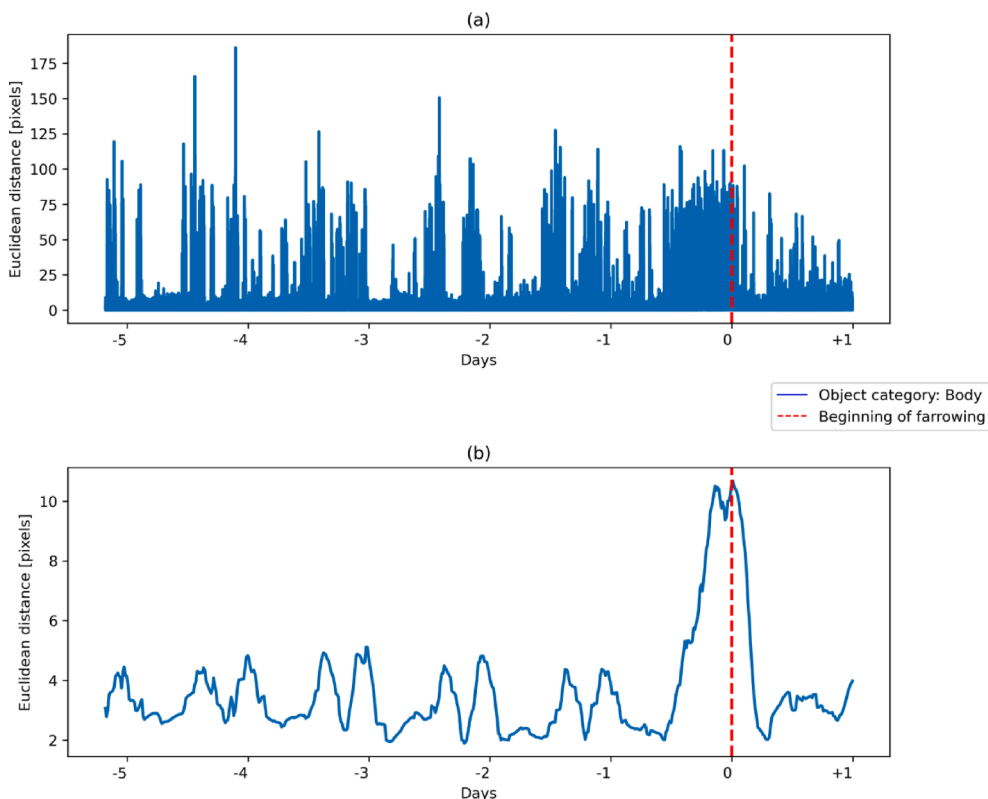 (a)
Euclidean distance [pixels]
175
150
125
100
75
50
25
0
-5 -4 -3 -2 -1 0 +1
Days
Object category: Body
Beginning of farrowing
(b)
Euclidean distance [pixels]
10
8
6
4
2
-5 -4 -3 -2 -1 0 +1
Days